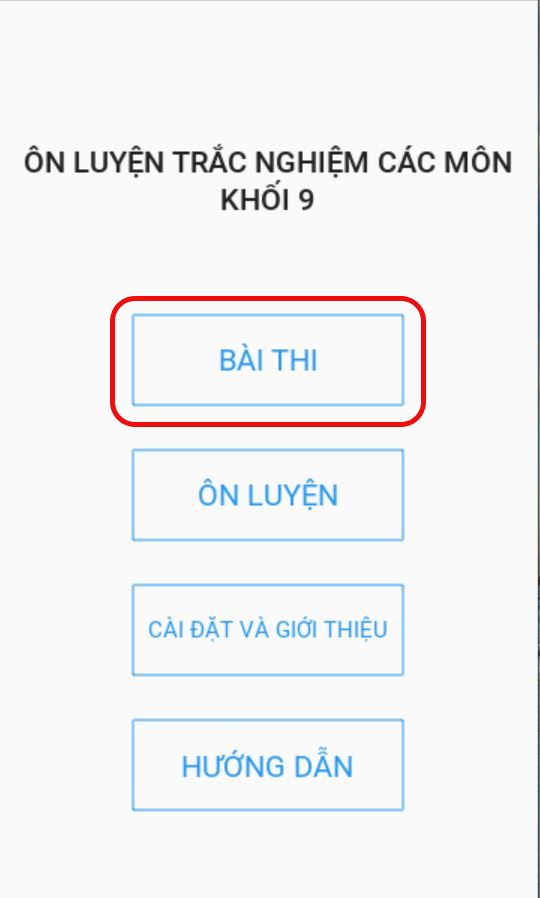 ÔN LUYỆN TRẮC NGHIỆM CÁC MÔN
KHỐI 9
BÀI THI
ÔN LUYỆN
CÀI ĐẶT VÀ GIỚI THIỆU
HƯỚNG DẪN